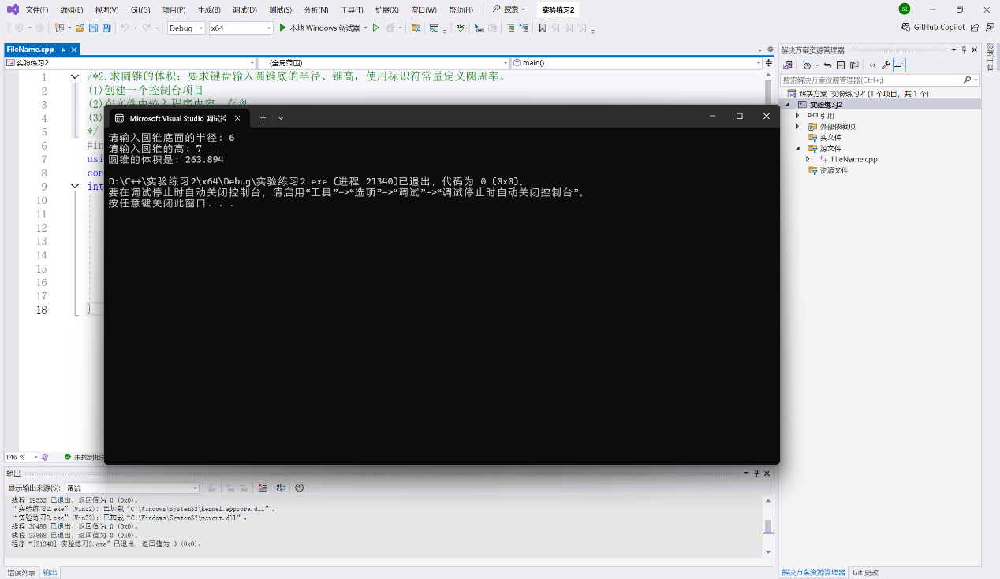 文件(F) 编辑(E) 视图(V) Git(G) 项目(P) 生成(B) 调试(D) 测试(S) 分析(N) 工具(T) 扩展(X) 窗口(W) 帮助(H) 搜索 实验练习2 成
Debug x64 本地 Windows 调试器 GitHub Copilot
FileName.cpp
实验练习2 (全局范围) main()
1 /*2.求圆锥的体积：要求键盘输入圆锥底的半径、锥高，使用标识符常量定义圆周率。
2 (1)创建一个控制台项目
3 (2)在文件中输入程序内容，存盘
4 (3)
5 */
6 #in
7 usi
8 con
9 int
10
11
12
13
14
15
16
17
18 }
Microsoft Visual Studio 调试控
请输入圆锥底面的半径：6
请输入圆锥的高：7
圆锥的体积是：263.894
D:\C++\实验练习2\x64\Debug\实验练习2.exe (进程 21340)已退出，代码为 0 (0x0)。
要在调试停止时自动关闭控制台，请启用“工具”->“选项”->“调试”->“调试停止时自动关闭控制台”。
按任意键关闭此窗口. . .
146 % 未找到相关
输出
显示输出来源(S): 调试
线程 19532 已退出，返回值为 0 (0x0)。
“实验练习2.exe”(Win32): 已加载“C:\Windows\System32\kernel.appcore.dll”。
“实验练习2.exe”(Win32): 已加载“C:\Windows\System32\msvcrt.dll”。
线程 30488 已退出，返回值为 0 (0x0)。
线程 23868 已退出，返回值为 0 (0x0)。
程序“[21340] 实验练习2.exe”已退出，返回值为 0 (0x0)。
错误列表 输出
解决方案资源管理器
搜索解决方案资源管理器(Ctrl+;)
解决方案 '实验练习2' (1 个项目，共 1 个)
实验练习2
引用
外部依赖项
头文件
源文件
FileName.cpp
资源文件
解决方案资源管理器 Git 更改
诊断工具